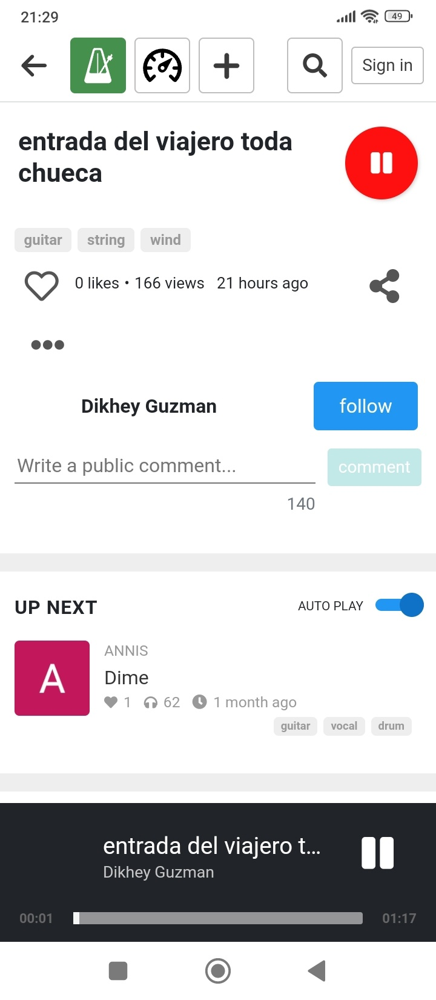 21:29
49
Sign in
entrada del viajero toda
chueca
guitar string wind
0 likes • 166 views 21 hours ago
Dikhey Guzman
follow
Write a public comment...
comment
140
UP NEXT
AUTO PLAY
A
ANNIS
Dime
1 62 1 month ago
guitar vocal drum
entrada del viajero t...
Dikhey Guzman
00:01
01:17